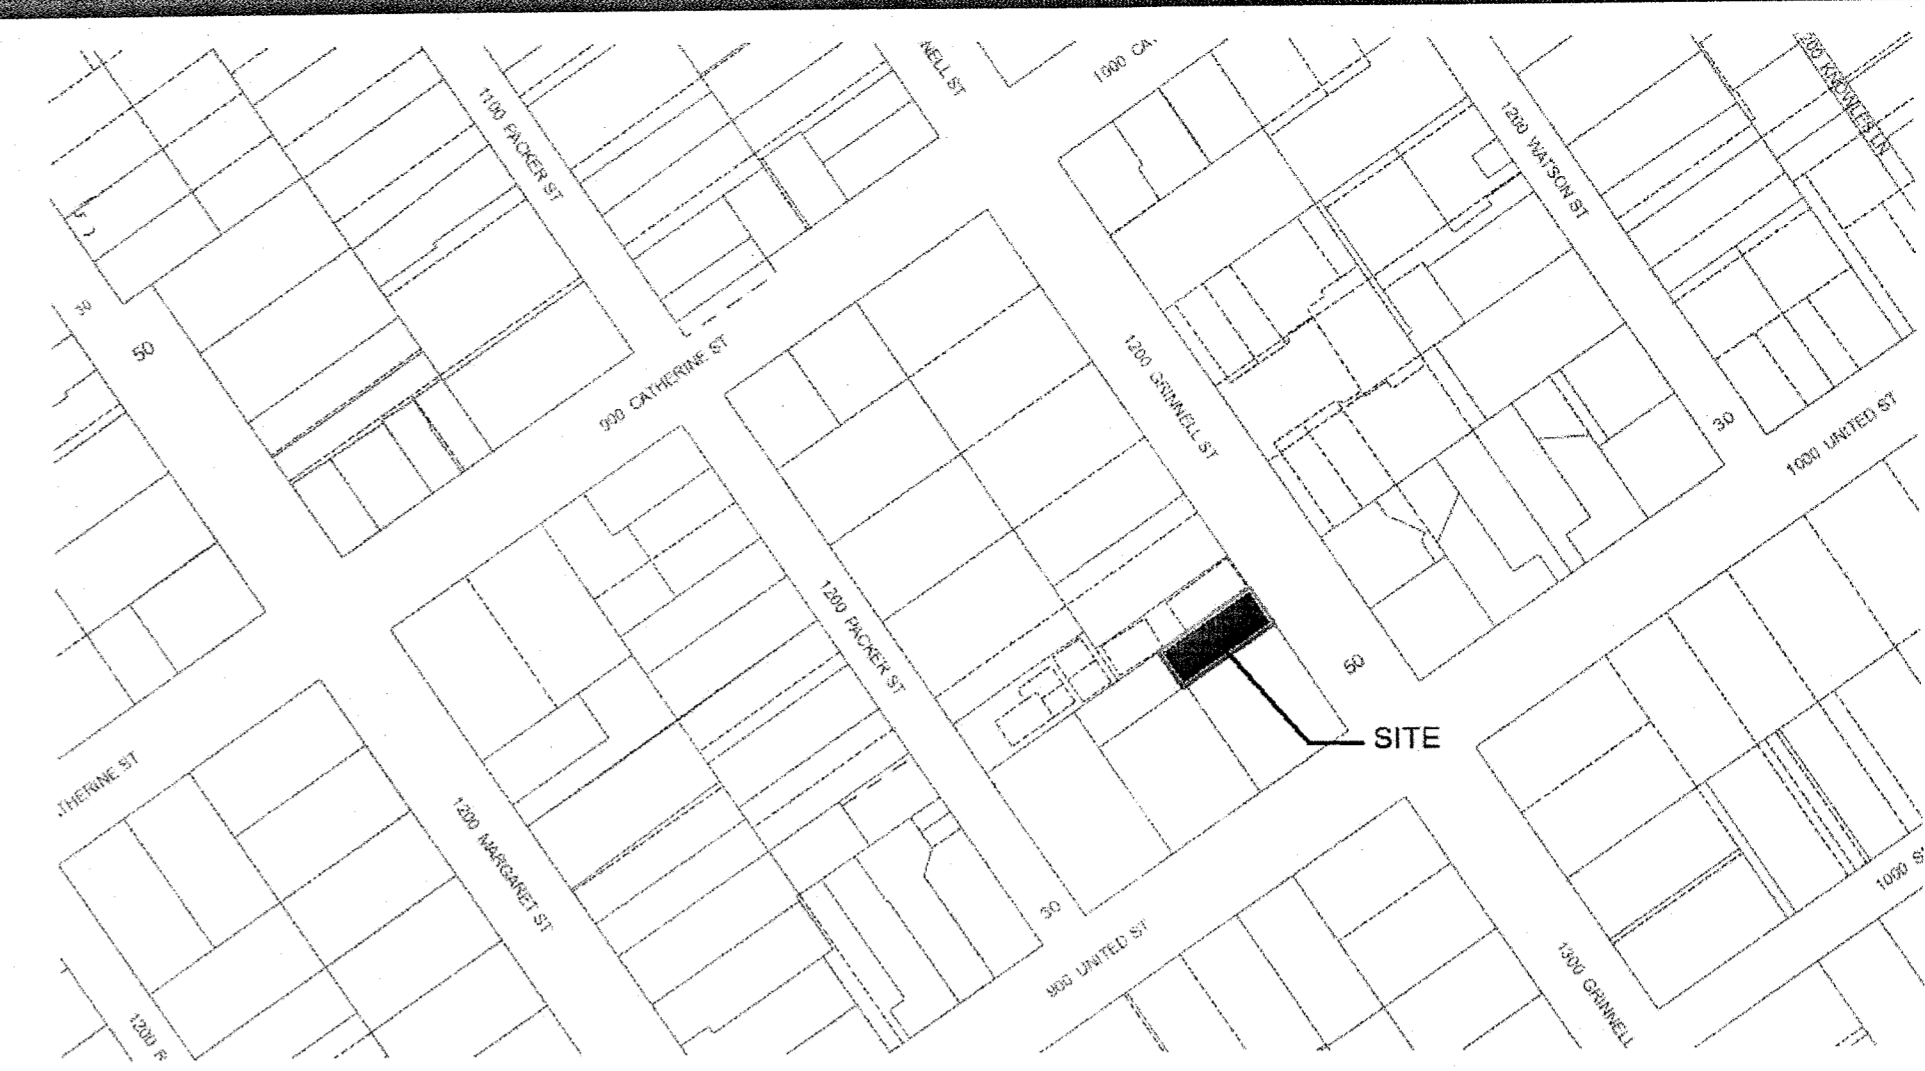 NELL ST
1000 CA
1100 PACKER ST
1200 WATSON ST
200 KNOWLES LN
50
900 CATHERINE ST
1200 GRINNELL ST
30
1000 UNITED ST
1200 PACKER ST
50
SITE
THERINE ST
1200 MARGARET ST
1000 S
30
900 UNITED ST
1300 GRINNELL
1200 R